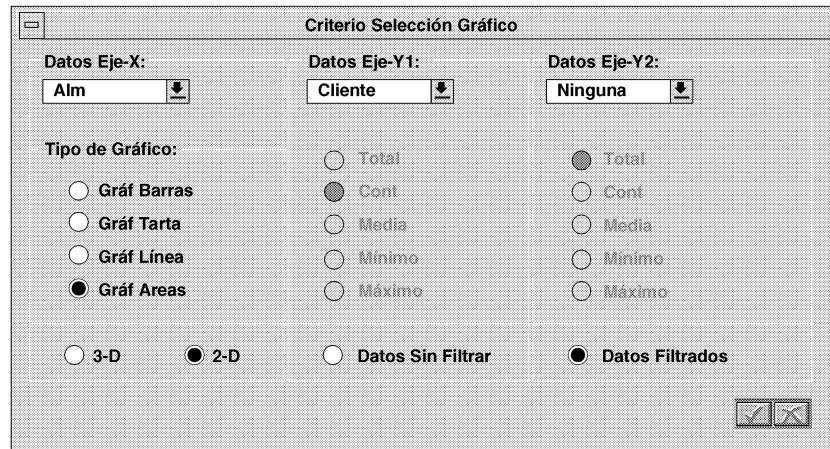 Criterio Selección Gráfico
Datos Eje-X: Datos Eje-Y1: Datos Eje-Y2:
Alm Cliente Ninguna
Tipo de Gráfico:
Total Total
Gráf Barras Cont Cont
Gráf Tarta Media Media
Gráf Línea Mínimo Mínimo
Gráf Areas Máximo Máximo
3-D 2-D Datos Sin Filtrar Datos Filtrados